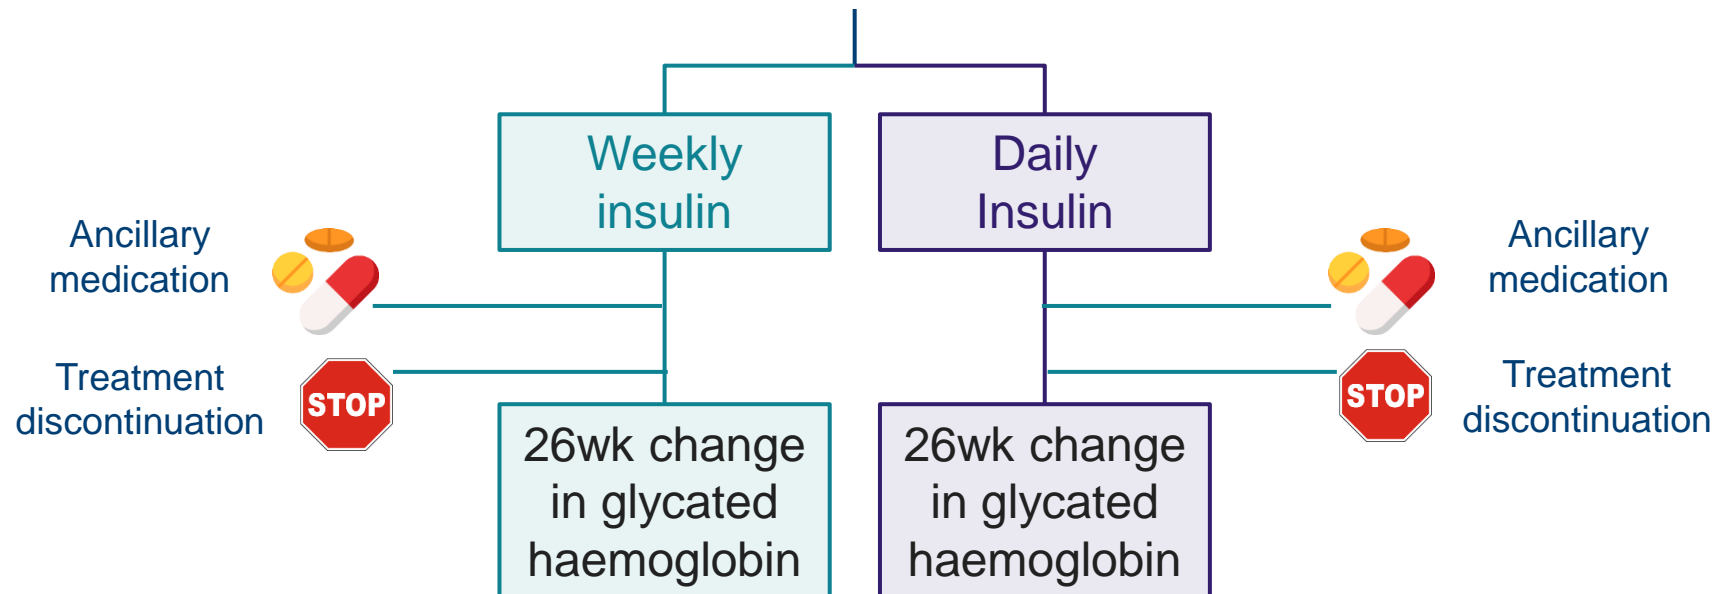 Weekly
insulin
Daily
Insulin
Ancillary
medication
Ancillary
medication
Treatment
discontinuation
STOP
STOP
Treatment
discontinuation
26wk change
in glycated
haemoglobin
26wk change
in glycated
haemoglobin